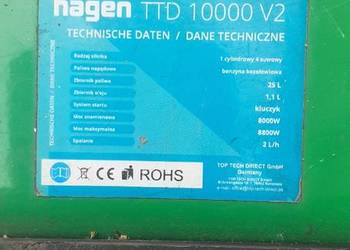 hagen TTD 10000 V2
TECHNISCHE DATEN / DANE TECHNICZNE
Rodzaj silnika 1 cylindrowy 4 suwowy
Paliwo napędowe benzyna bezołowiowa
Zbiornik paliwa 25 L
Zbiornik oleju 1,1 L
System startu kluczyk
Moc znamionowa 8000W
Moc maksymalna 8800W
Spalanie 2 L/h
CE ROHS
TOP TECH DIRECT GmbH
Germany
TECHNISCHE DATEN / DANE TECHNICZNE